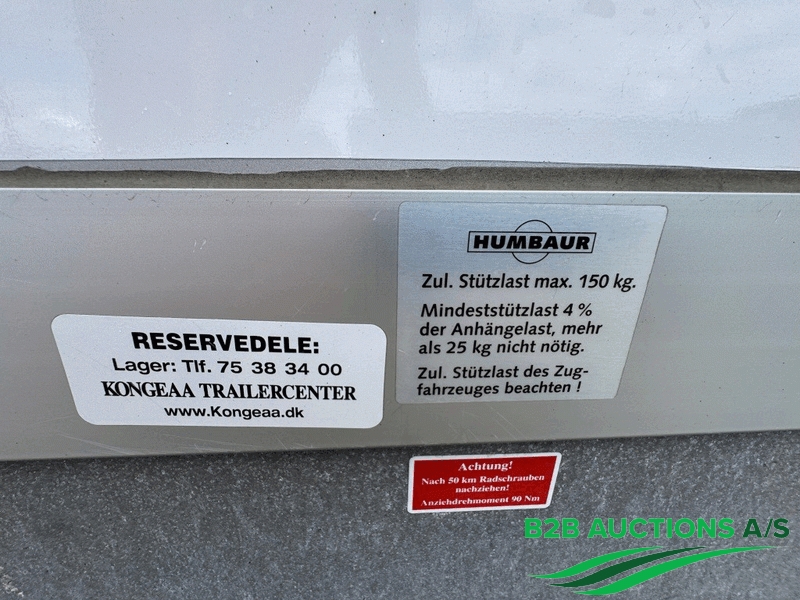 HUMBAUR
Zul. Stützlast max. 150 kg.
Mindeststützlast 4 %
der Anhängelast, mehr
als 25 kg nicht nötig.
Zul. Stützlast des Zug-
fahrzeuges beachten !
RESERVEDELE:
Lager: Tlf. 75 38 34 00
KONGEAA TRAILERCENTER
www.Kongeaa.dk
Achtung!
Nach 50 km Radschrauben
nachziehen!
Anziehdrehmoment 90 Nm
B2B AUCTIONS A/S